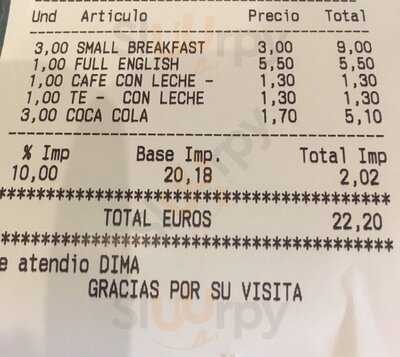 Und Articulo Precio Total
3,00 SMALL BREAKFAST 3,00 9,00
1,00 FULL ENGLISH 5,50 5,50
1,00 CAFE CON LECHE - 1,30 1,30
1,00 TE - CON LECHE 1,30 1,30
3,00 COCA COLA 1,70 5,10
% Imp Base Imp. Total Imp
10,00 20,18 2,02
TOTAL EUROS 22,20
e atendio DIMA
GRACIAS POR SU VISITA
Sluurpy